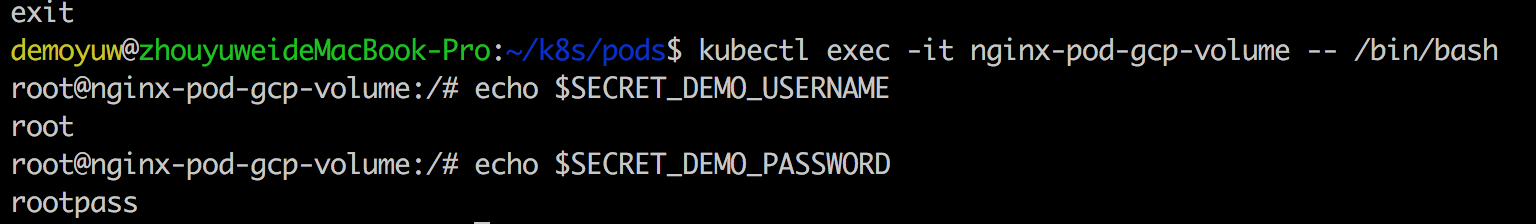 exit
demoyuw@zhouyuweideMacBook-Pro:~/k8s/pods$ kubectl exec -it nginx-pod-gcp-volume -- /bin/bash
root@nginx-pod-gcp-volume:/# echo $SECRET_DEMO_USERNAME
root
root@nginx-pod-gcp-volume:/# echo $SECRET_DEMO_PASSWORD
rootpass